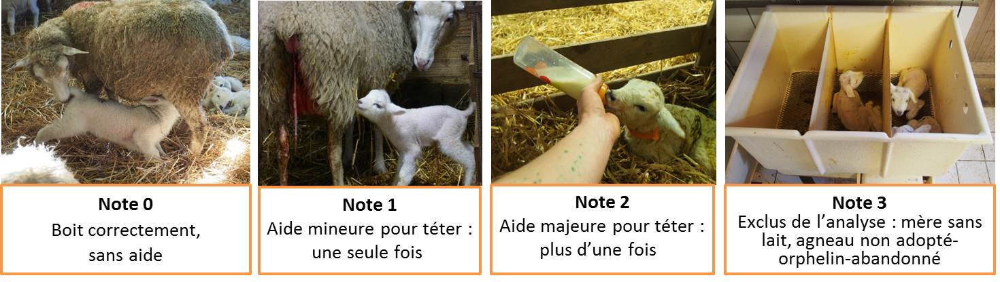 Note 0
Boit correctement,
sans aide
Note 1
Aide mineure pour téter :
une seule fois
Note 2
Aide majeure pour téter :
plus d’une fois
Note 3
Exclus de l’analyse : mère sans
lait, agneau non adopté-
orphelin-abandonné